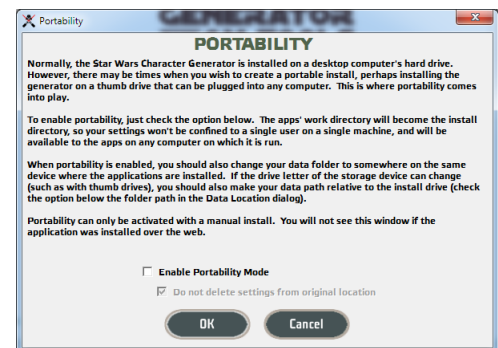 Portability
GENERATOR
PORTABILITY
Normally, the Star Wars Character Generator is installed on a desktop computer's hard drive.
However, there may be times when you wish to create a portable install, perhaps installing the
generator on a thumb drive that can be plugged into any computer. This is where portability comes
into play.
To enable portability, just check the option below. The apps' work directory will become the install
directory, so your settings won't be confined to a single user on a single machine, and will be
available to the apps on any computer on which it is run.
When portability is enabled, you should also change your data folder to somewhere on the same
device where the applications are installed. If the drive letter of the storage device can change
(such as with thumb drives), you should also make your data path relative to the install drive (check
the option below the folder path in the Data Location dialog).
Portability can only be activated with a manual install. You will not see this window if the
application was installed over the web.
Enable Portability Mode
Do not delete settings from original location
OK Cancel